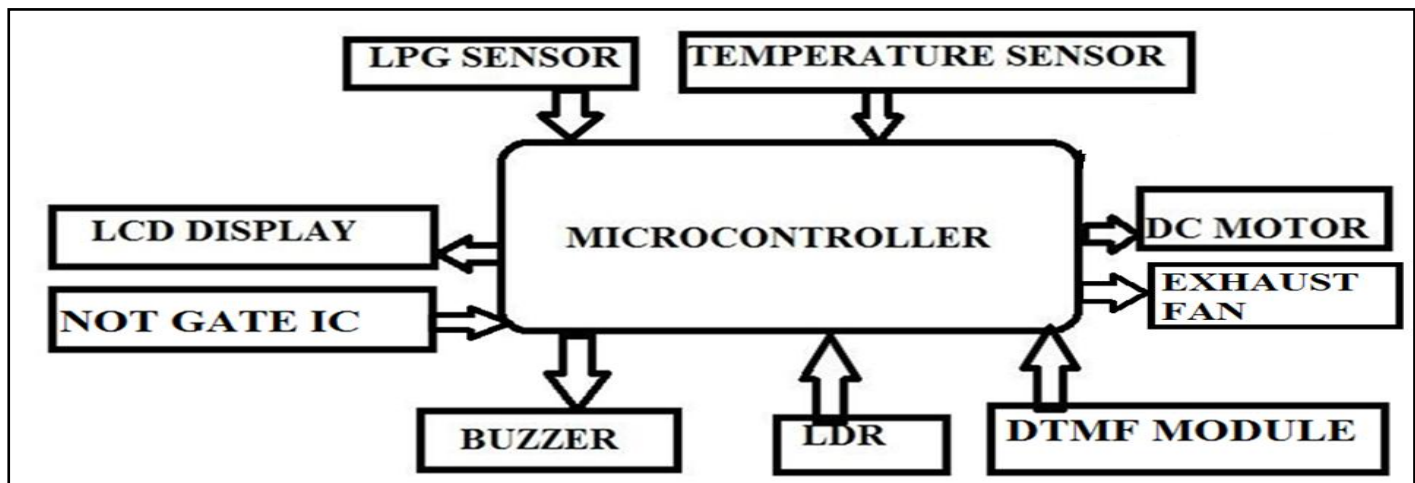 LPG SENSOR
TEMPERATURE SENSOR
LCD DISPLAY
MICROCONTROLLER
DC MOTOR
NOT GATE IC
EXHAUST
FAN
BUZZER
LDR
DTMF MODULE